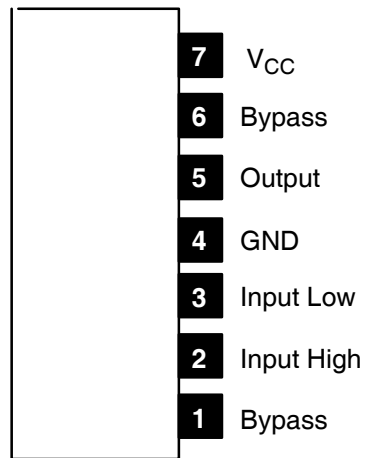 7 V_CC
6 Bypass
5 Output
4 GND
3 Input Low
2 Input High
1 Bypass